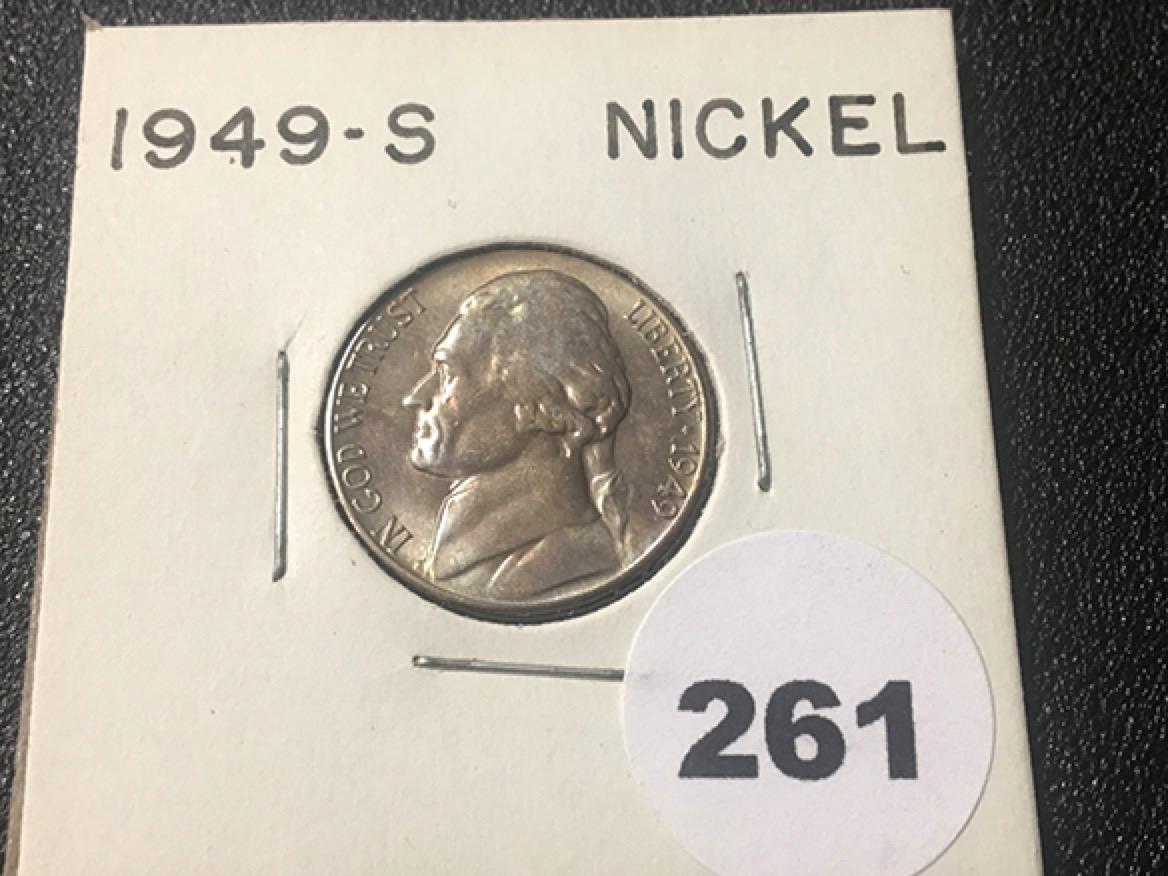 1949-S NICKEL
IN GOD WE TRUST
LIBERTY
1949
261